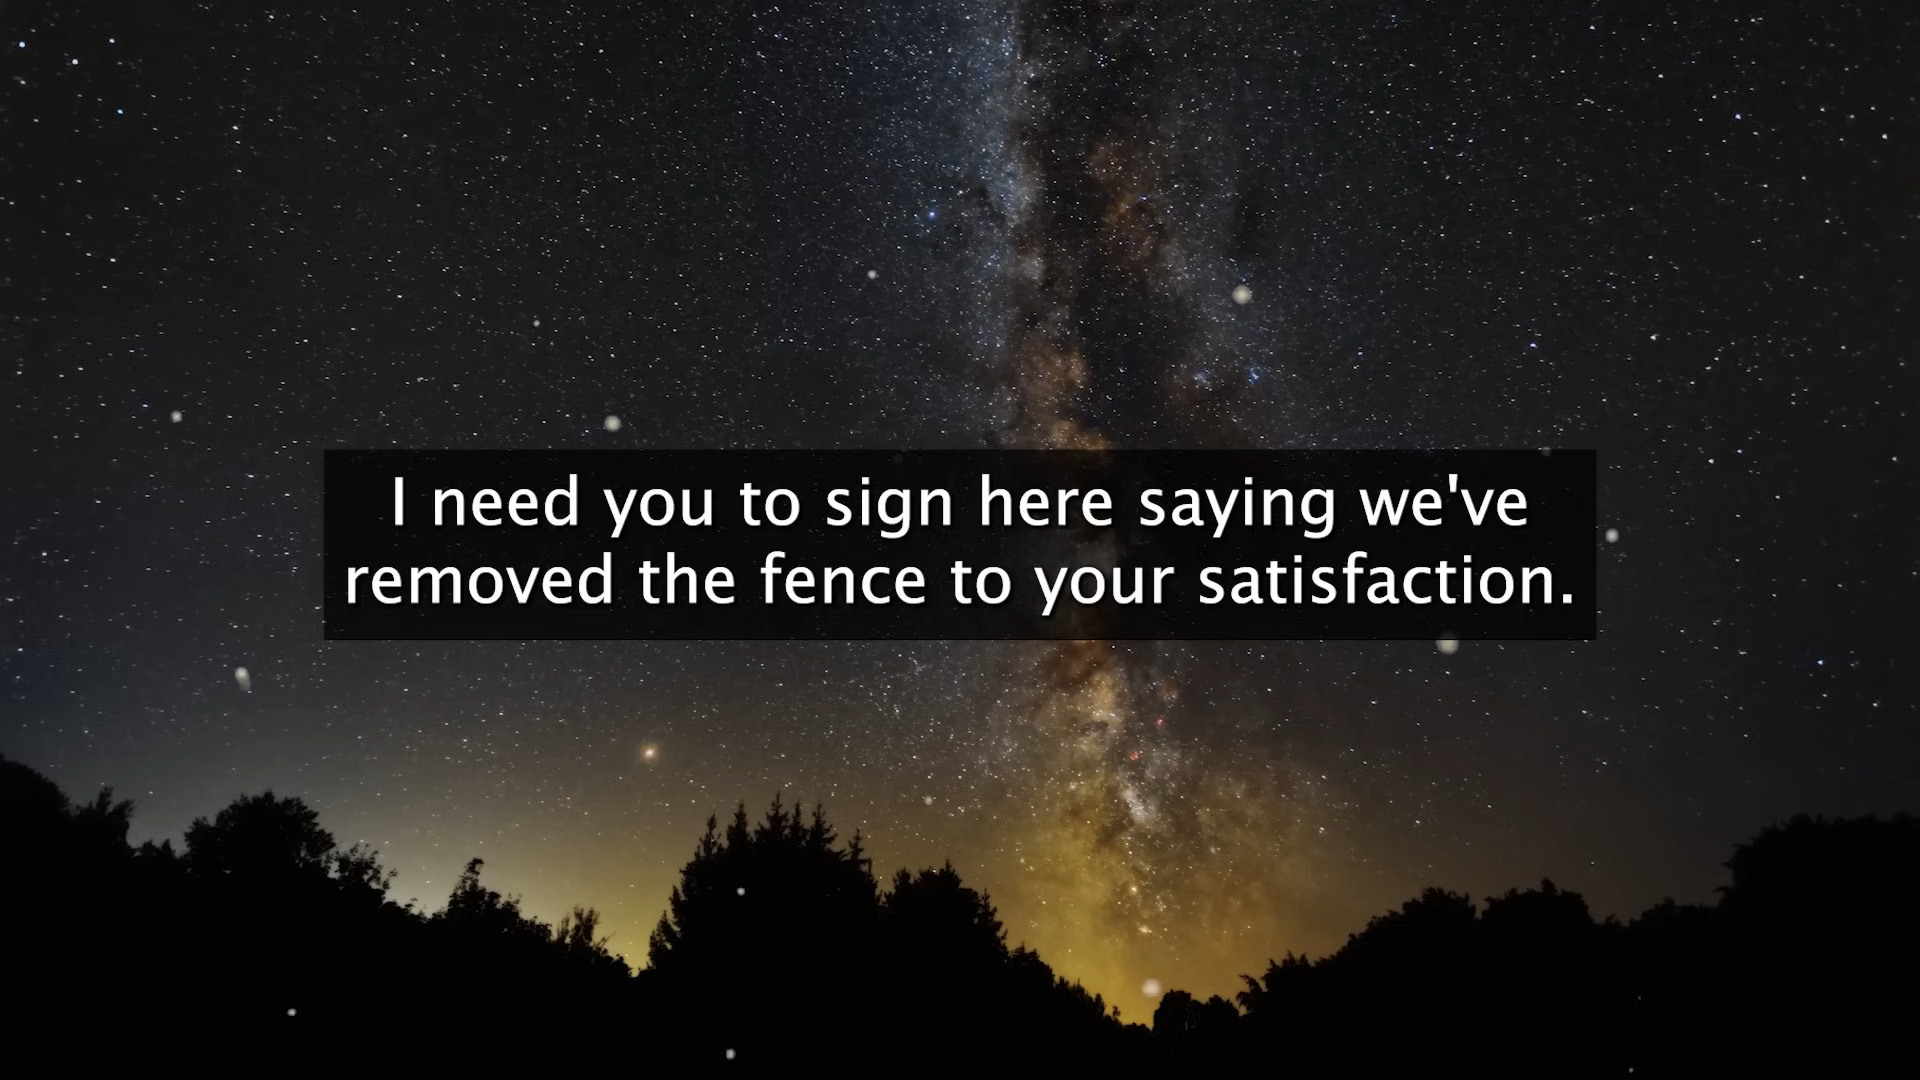 I need you to sign here saying we've
removed the fence to your satisfaction.